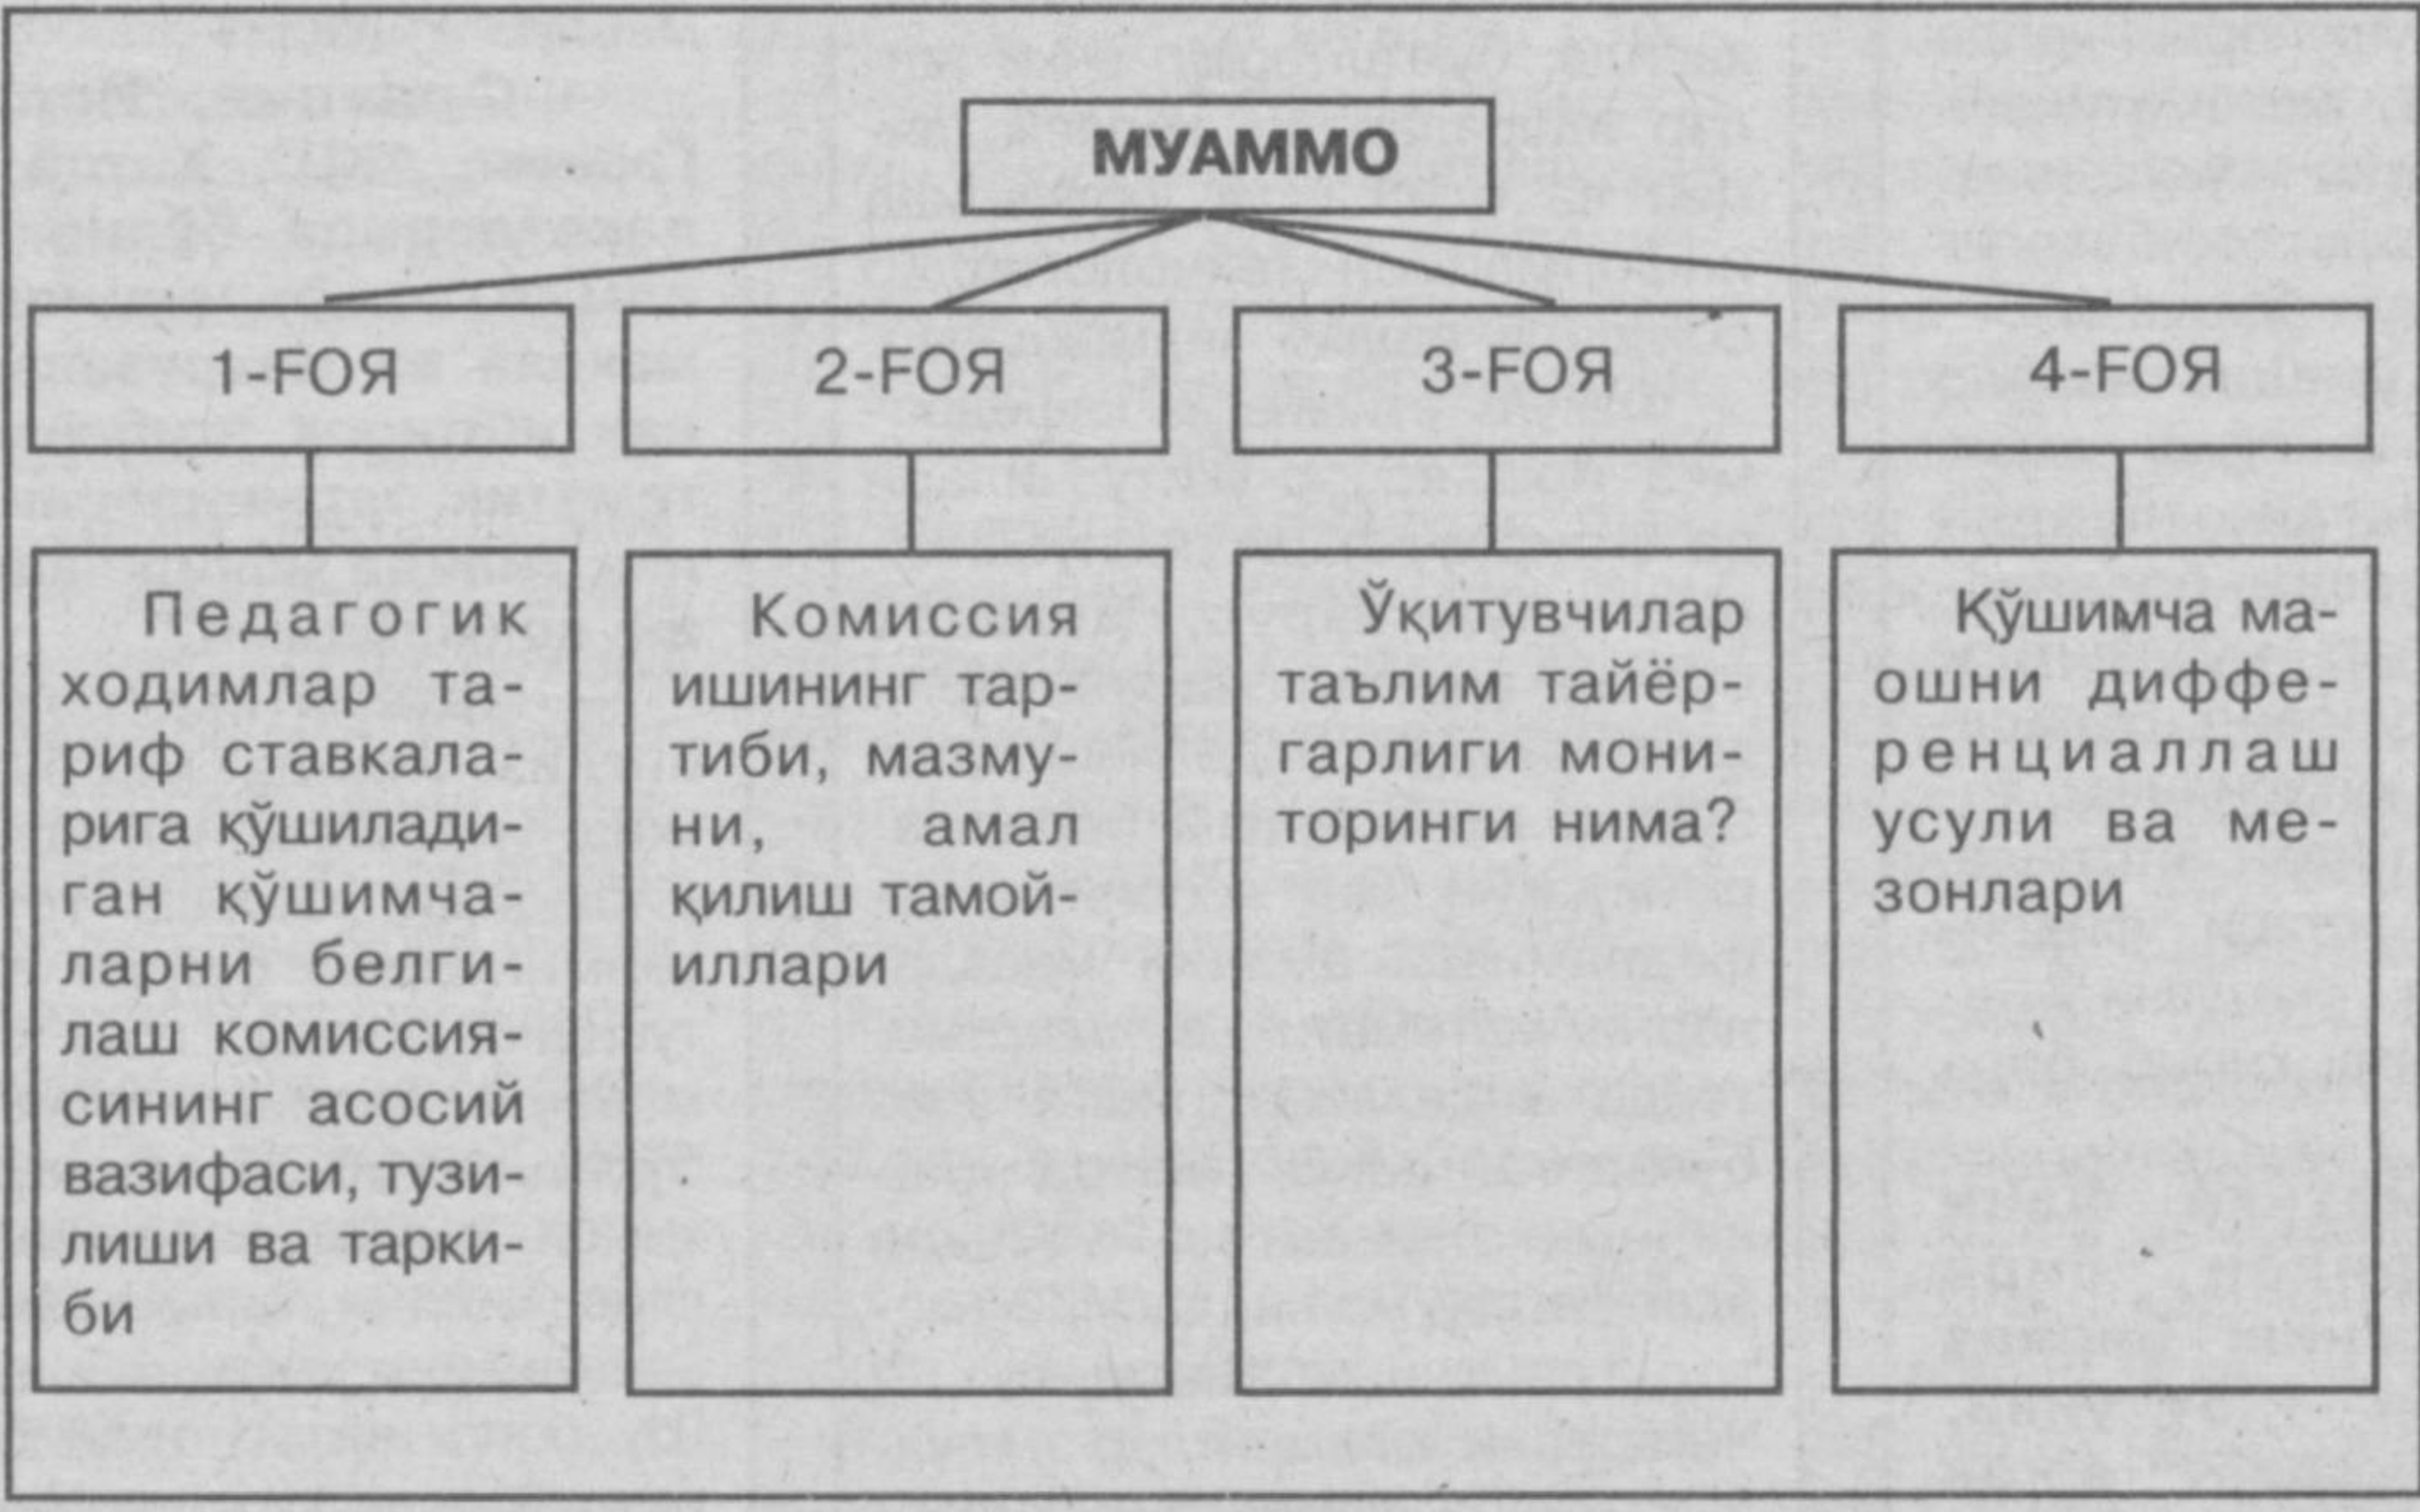 МУАММО
1-ҒОЯ
2-ҒОЯ
3-ҒОЯ
4-ҒОЯ
Педагогик
ходимлар та-
риф ставкала-
рига қўшилади-
ган қўшимча-
ларни белги-
лаш комиссия-
сининг асосий
вазифаси, тузи-
лиши ва тарки-
би
Комиссия
ишининг тар-
тиби, мазму-
ни, амал
қилиш тамой-
иллари
Ўқитувчилар
таълим тайёр-
гарлиги мони-
торинги нима?
Қўшимча ма-
ошни диффе-
ренциаллаш
усули ва ме-
зонлари